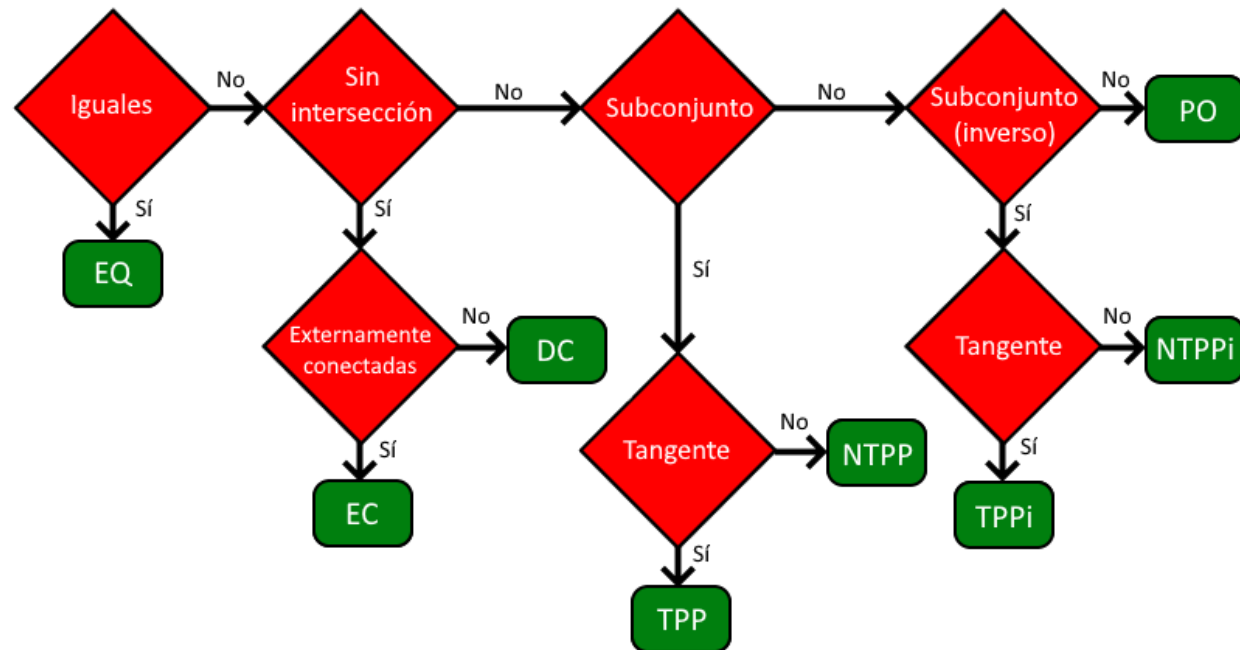 Iguales
No
Sin
intersección
No
Subconjunto
No
Subconjunto
(inverso)
No
PO
Sí
EQ
Sí
Sí
Sí
Externamente
conectadas
No
DC
Tangente
No
NTPPi
Sí
EC
Tangente
No
NTPP
Sí
TPPi
Sí
TPP